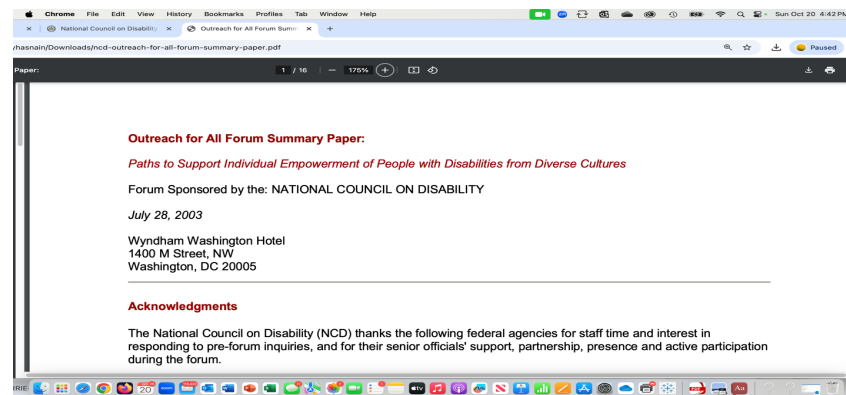 Chrome File Edit View History Bookmarks Profiles Tab Window Help Sun Oct 20 4:42 PM
National Council on Disability Outreach for All Forum Summ
/hasnain/Downloads/ncd-outreach-for-all-forum-summary-paper.pdf Paused
Paper: 1 / 16 175%
Outreach for All Forum Summary Paper:
Paths to Support Individual Empowerment of People with Disabilities from Diverse Cultures
Forum Sponsored by the: NATIONAL COUNCIL ON DISABILITY
July 28, 2003
Wyndham Washington Hotel
1400 M Street, NW
Washington, DC 20005
Acknowledgments
The National Council on Disability (NCD) thanks the following federal agencies for staff time and interest in
responding to pre-forum inquiries, and for their senior officials' support, partnership, presence and active participation
during the forum.